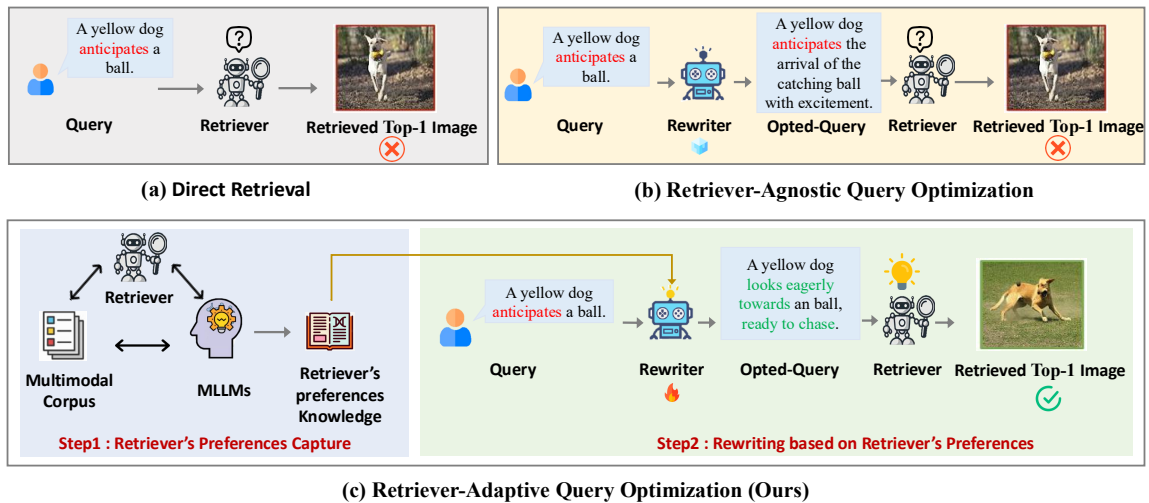 A yellow dog
anticipates a
ball.
?
Query
Retriever
Retrieved Top-1 Image
(a) Direct Retrieval
A yellow dog
anticipates a
ball.
A yellow dog
anticipates the
arrival of the
catching ball
with excitement.
?
Query
Rewriter
Opted-Query
Retriever
Retrieved Top-1 Image
(b) Retriever-Agnostic Query Optimization
Retriever
Multimodal
Corpus
MLLMs
Retriever's
preferences
Knowledge
Step1 : Retriever's Preferences Capture
A yellow dog
anticipates a ball.
A yellow dog
looks eagerly
towards an ball,
ready to chase.
Query
Rewriter
Opted-Query
Retriever
Retrieved Top-1 Image
Step2 : Rewriting based on Retriever's Preferences
(c) Retriever-Adaptive Query Optimization (Ours)